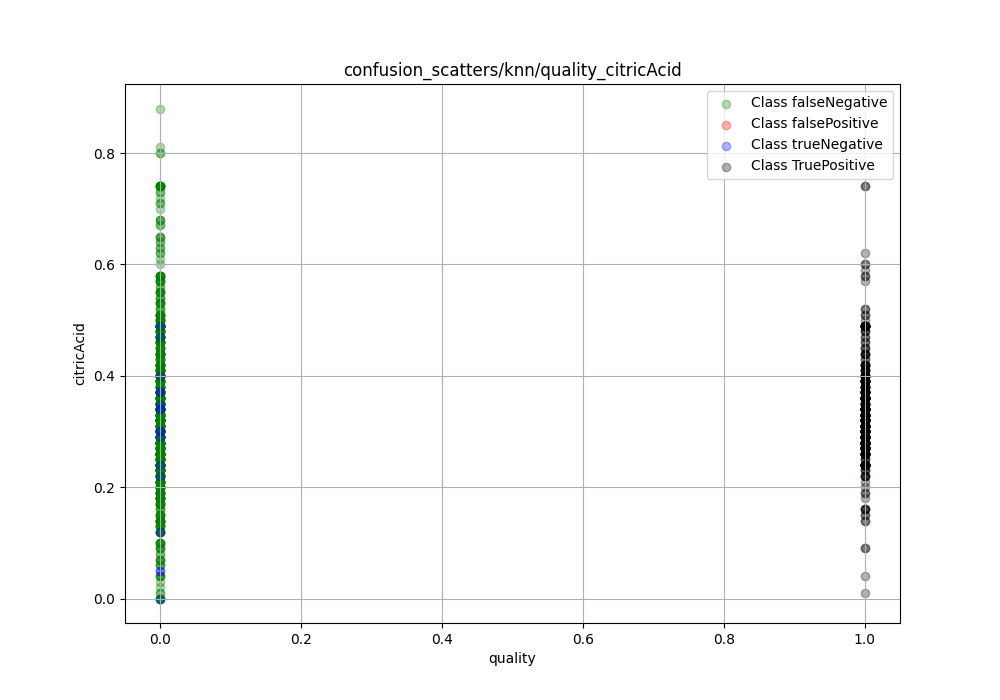 confusion_scatters/knn/quality_citricAcid
Class falseNegative
Class falsePositive
Class trueNegative
Class TruePositive
0.8
0.6
0.4
0.2
0.0
citricAcid
0.0 0.2 0.4 0.6 0.8 1.0
quality